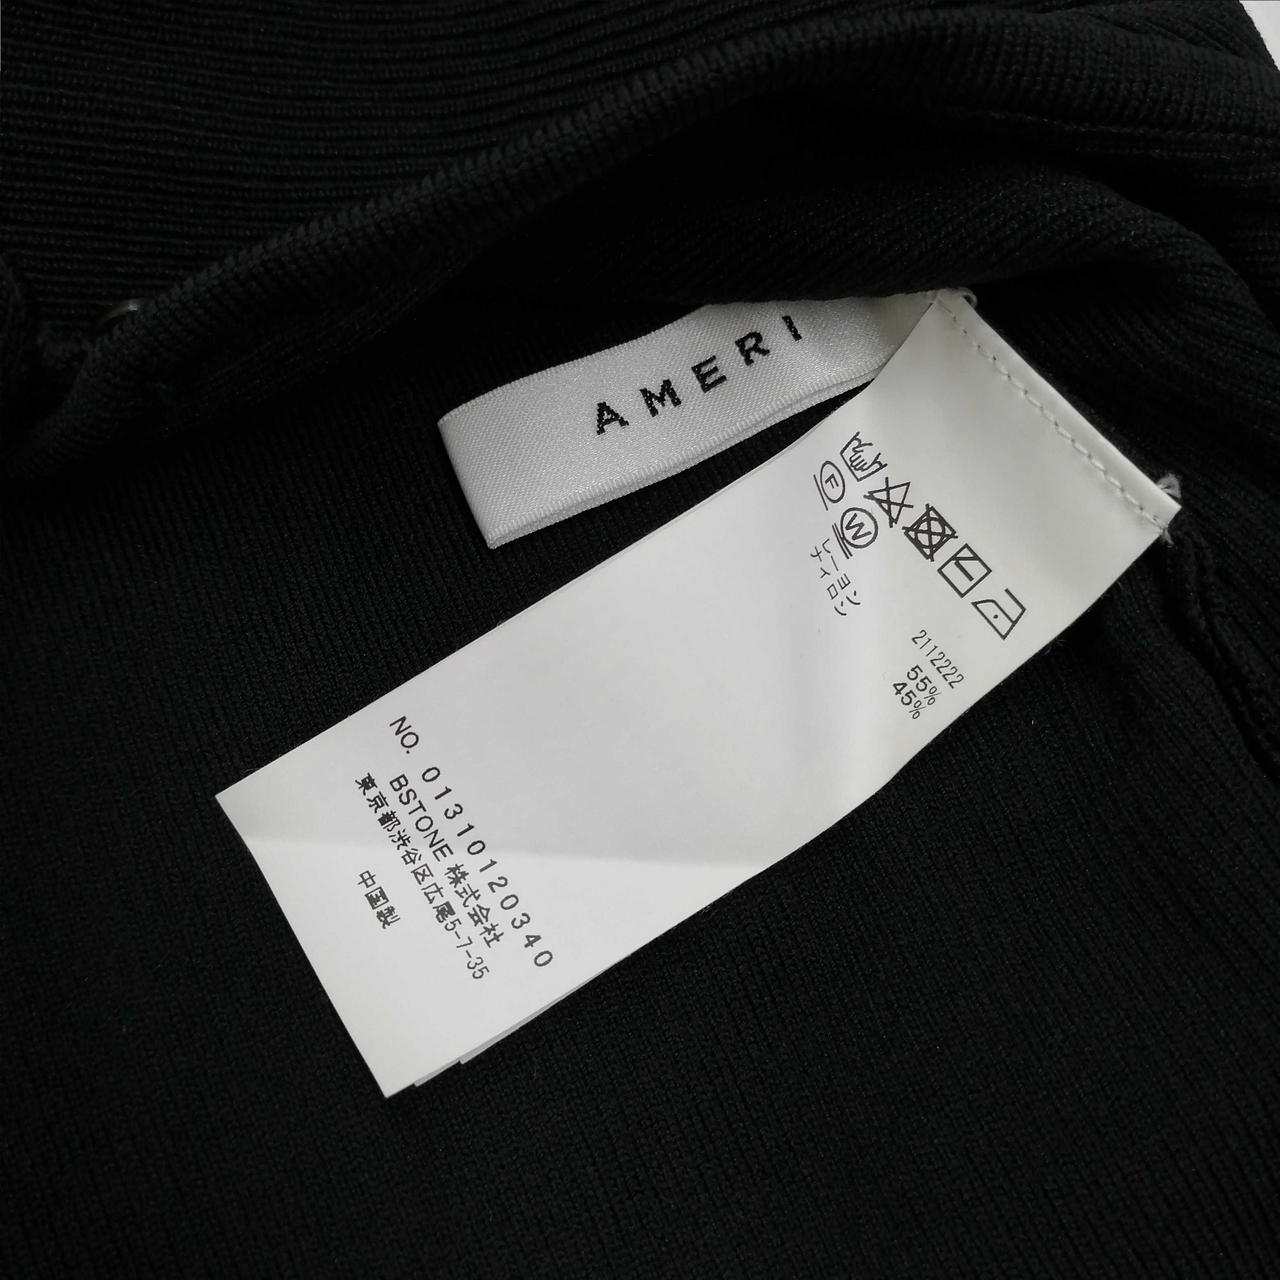 AMERI
F
W
2112222
レーヨン 55%
ナイロン 45%
NO. 01310120340
BSTONE 株式会社
東京都渋谷区広尾5-7-35
中国製